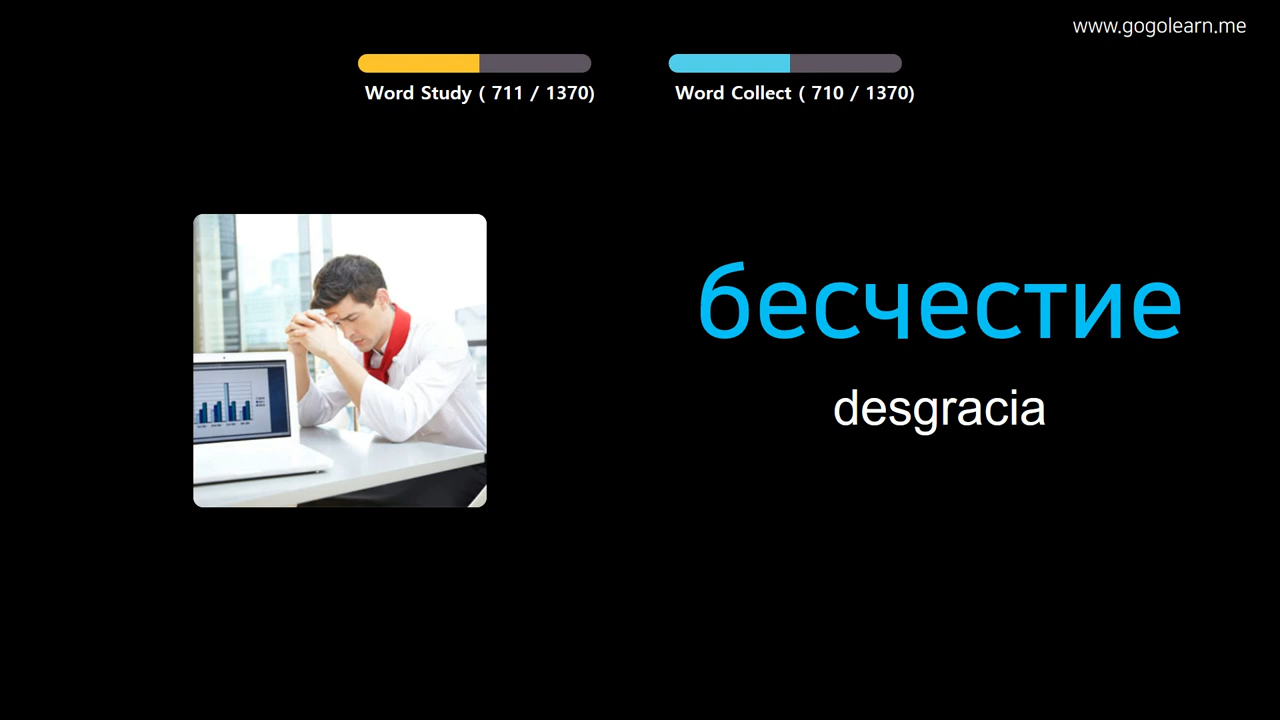 www.gogolearn.me
Word Study ( 711 / 1370)
Word Collect ( 710 / 1370)
бесчестие
desgracia